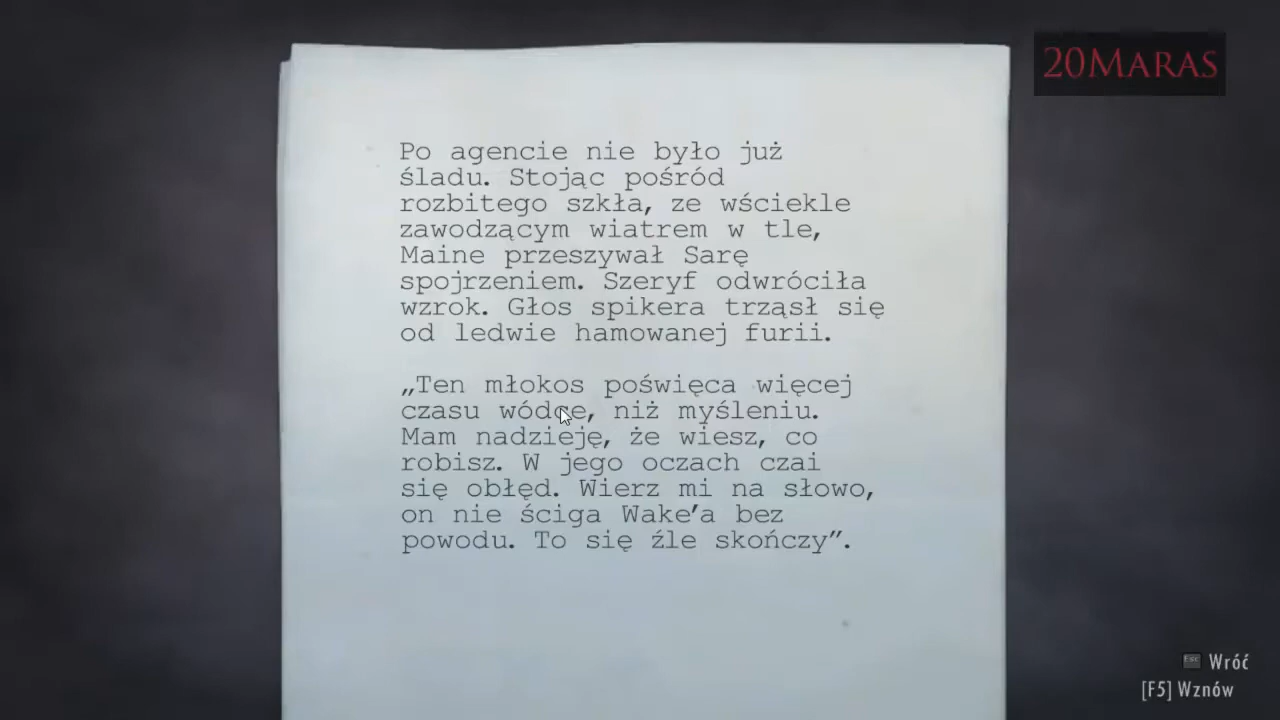 20MARAS
Po agencie nie było już
śladu. Stojąc pośród
rozbitego szkła, ze wściekle
zawodzącym wiatrem w tle,
Maine przeszywał Sarę
spojrzeniem. Szeryf odwróciła
wzrok. Głos spikera trząsł się
od ledwie hamowanej furii.
„Ten młokos poświęca więcej
czasu wódce, niż myśleniu.
Mam nadzieję, że wiesz, co
robisz. W jego oczach czai
się obłęd. Wierz mi na słowo,
on nie ściga Wake’a bez
powodu. To się źle skończy”.
Esc Wróć
[F5] Wznów